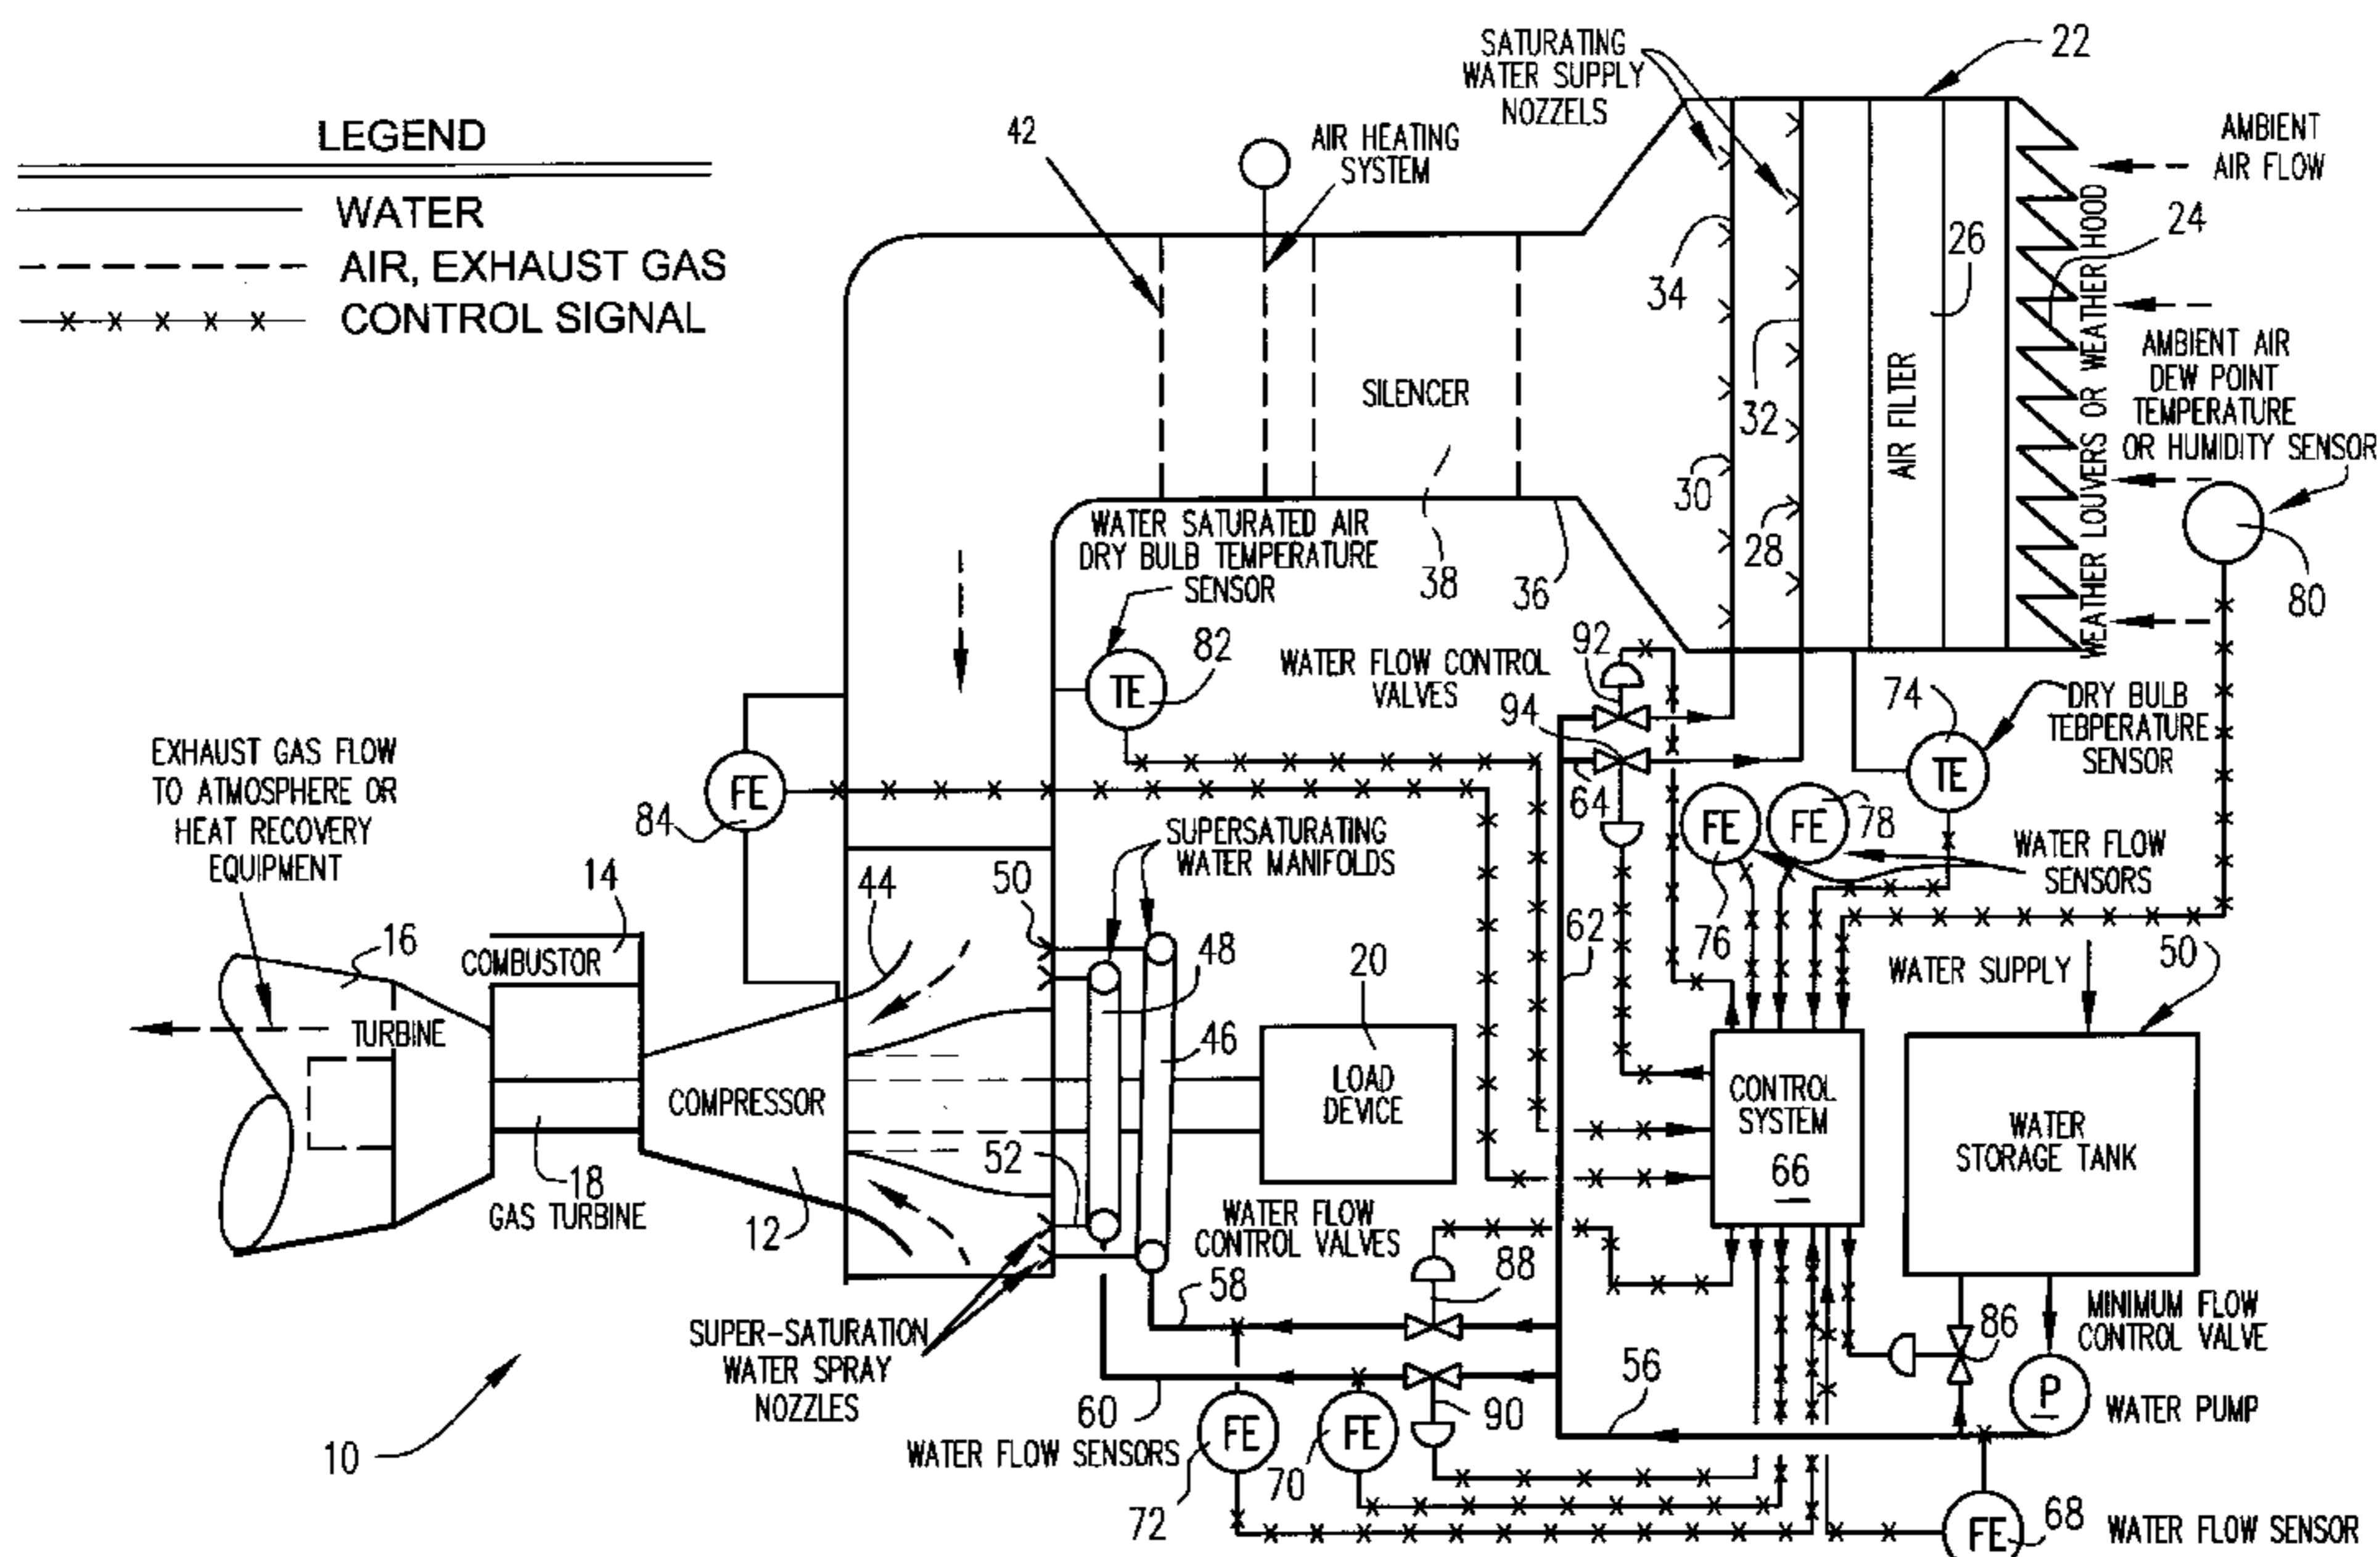 LEGEND
WATER
AIR, EXHAUST GAS
CONTROL SIGNAL
42
AIR HEATING
SYSTEM
SATURATING
WATER SUPPLY
NOZZELS
22
AMBIENT
AIR FLOW
24
26
34
32
30
28
AIR FILTER
WEATHER LOUVERS OR WEATHER HOOD
AMBIENT AIR
DEW POINT
TEMPERATURE
OR HUMIDITY SENSOR
80
SILENCER
38
36
WATER SATURATED AIR
DRY BULB TEMPERATURE
SENSOR
TE
82
WATER FLOW CONTROL
VALVES
92
94
64
74
TE
DRY BULB
TEBPERATURE
SENSOR
FE
76
FE
78
WATER FLOW
SENSORS
EXHAUST GAS FLOW
TO ATMOSPHERE OR
HEAT RECOVERY
EQUIPMENT
FE
84
SUPERSATURATING
WATER MANIFOLDS
16
14
COMBUSTOR
TURBINE
18
GAS TURBINE
COMPRESSOR
12
44
50
48
46
52
20
LOAD
DEVICE
62
WATER SUPPLY
50
CONTROL
SYSTEM
66
WATER
STORAGE TANK
WATER FLOW
CONTROL VALVES
58
88
SUPER-SATURATION
WATER SPRAY
NOZZLES
60
90
56
86
MINIMUM FLOW
CONTROL VALVE
P
WATER PUMP
WATER FLOW SENSORS
FE
72
FE
70
FE
68
WATER FLOW SENSOR
10